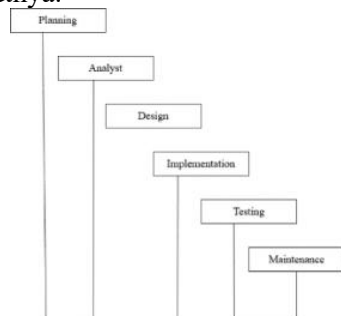 Planning
Analyst
Design
Implementation
Testing
Maintenance